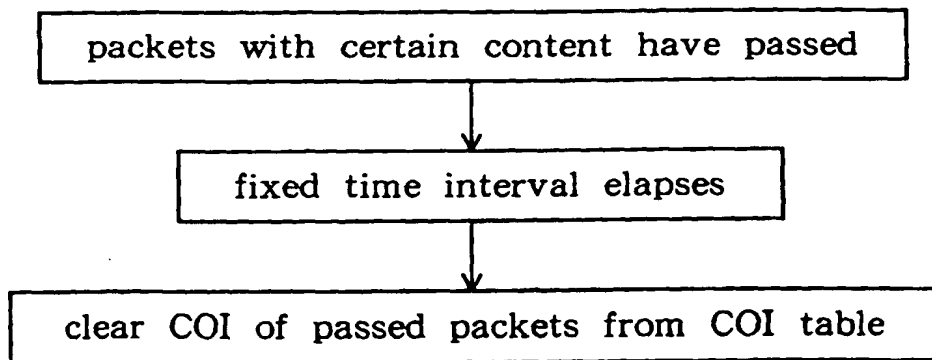 packets with certain content have passed
fixed time interval elapses
clear COI of passed packets from COI table